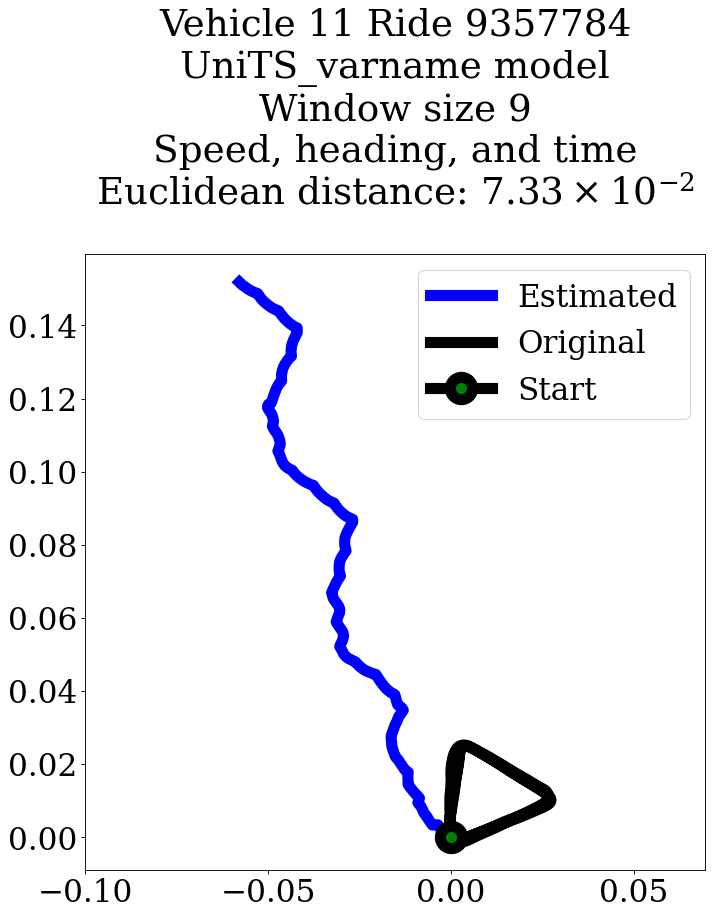 Vehicle 11 Ride 9357784
UniTS_varname model
Window size 9
Speed, heading, and time
Euclidean distance: 7.33 × 10⁻²
Estimated
Original
Start
0.14
0.12
0.10
0.08
0.06
0.04
0.02
0.00
−0.10 −0.05 0.00 0.05